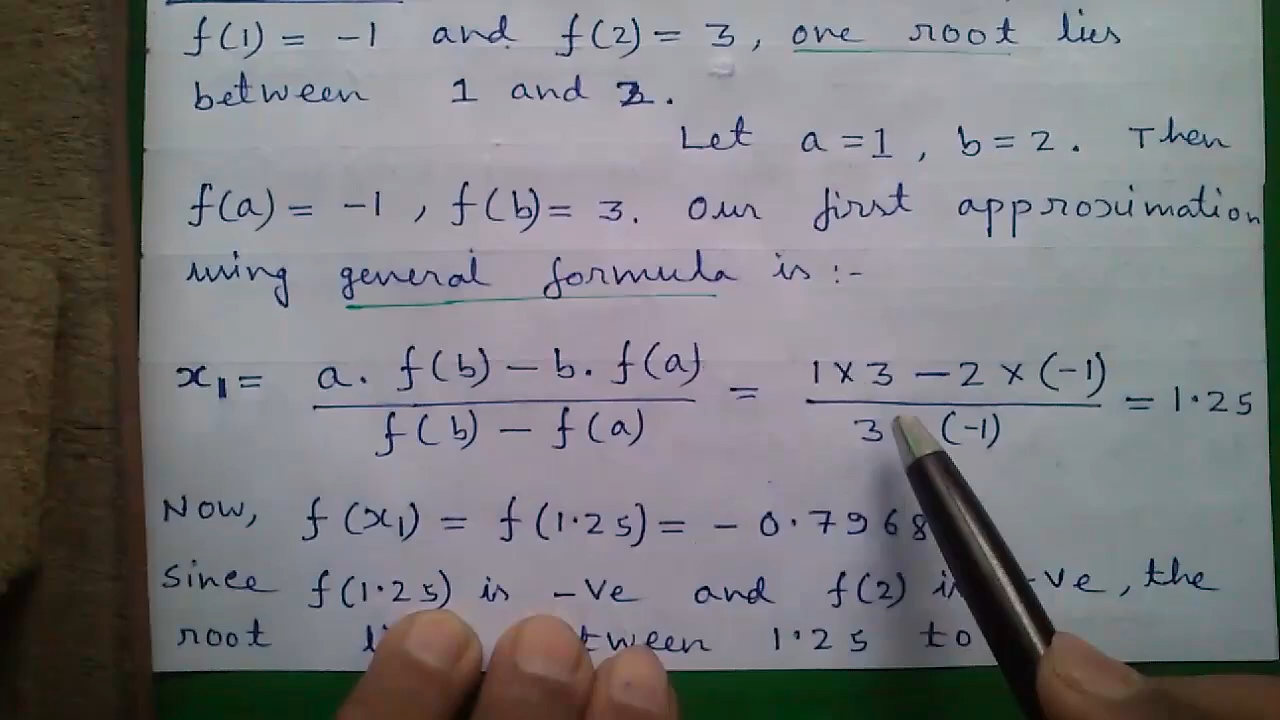 f(1) = -1 and f(2) = 3, one root lies
between 1 and 2.
Let a = 1, b = 2. Then
f(a) = -1, f(b) = 3. Our first approximation
using general formula is :-
x₁ = a. f(b) - b. f(a) / f(b) - f(a) = 1 x 3 - 2 x (-1) / 3 (-1) = 1.25
Now, f(x₁) = f(1.25) = -0.7968
since f(1.25) is -ve and f(2) -ve, the
root 1.25 to